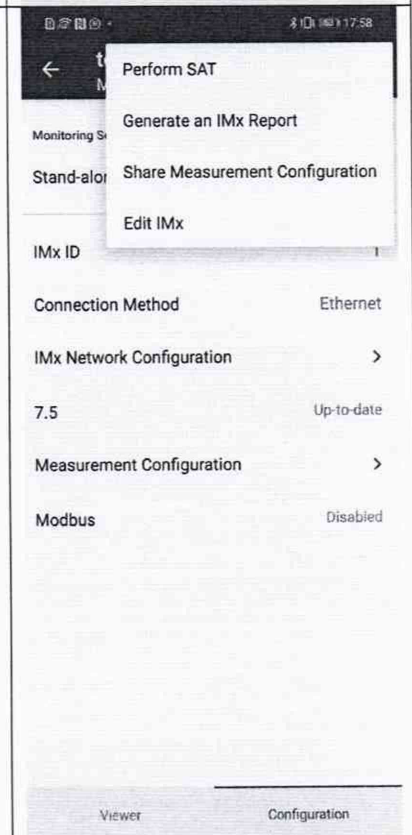 17:58
Perform SAT
Generate an IMx Report
Monitoring
Share Measurement Configuration
Edit IMx
IMx ID
Connection Method Ethernet
IMx Network Configuration >
7.5 Up-to-date
Measurement Configuration >
Modbus Disabled
Viewer Configuration